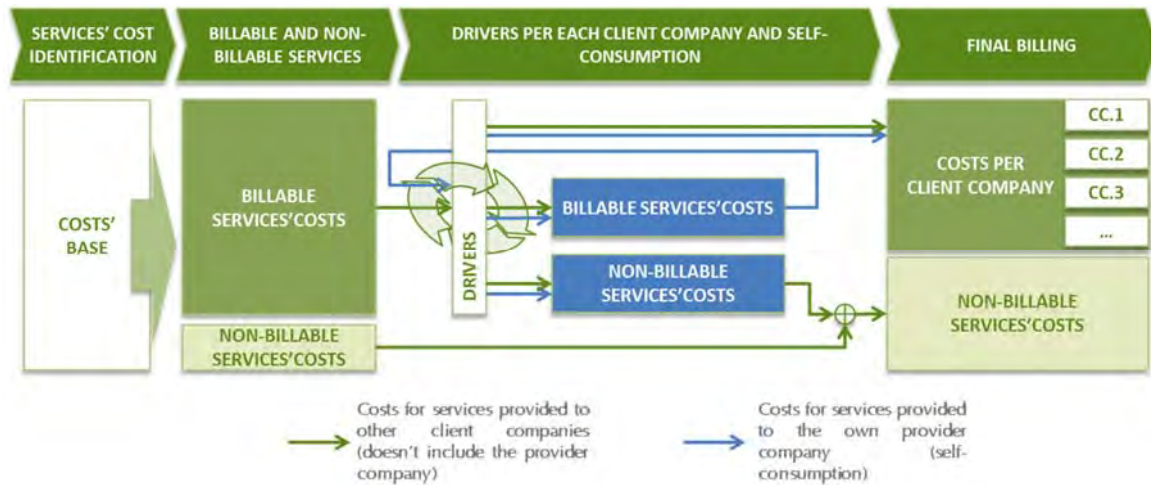 SERVICES' COST
IDENTIFICATION
BILLABLE AND NON-
BILLABLE SERVICES
DRIVERS PER EACH CLIENT COMPANY AND SELF-
CONSUMPTION
FINAL BILLING
COSTS'
BASE
BILLABLE
SERVICES'COSTS
NON-BILLABLE
SERVICES'COSTS
DRIVERS
BILLABLE SERVICES'COSTS
NON-BILLABLE
SERVICES'COSTS
COSTS PER
CLIENT COMPANY
CC.1
CC.2
CC.3
...
NON-BILLABLE
SERVICES'COSTS
Costs for services provided to
other client companies
(doesn't include the provider
company)
Costs for services provided
to the own provider
company (self-
consumption)